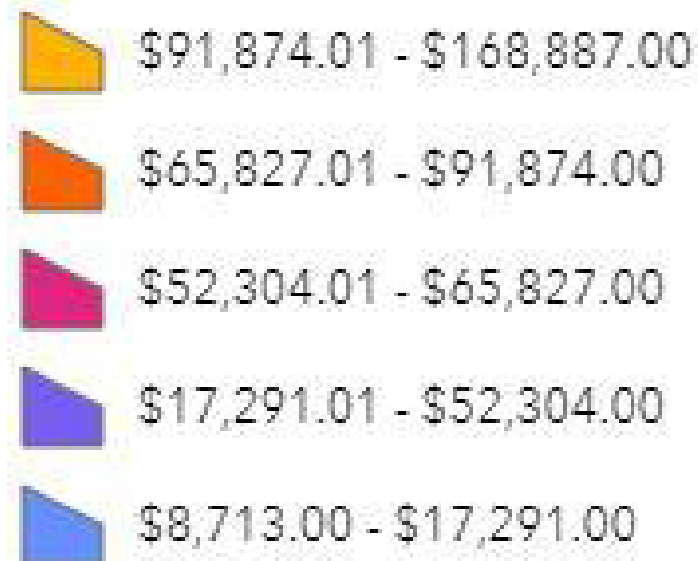 $91,874.01 - $168,887.00
$65,827.01 - $91,874.00
$52,304.01 - $65,827.00
$17,291.01 - $52,304.00
$8,713.00 - $17,291.00